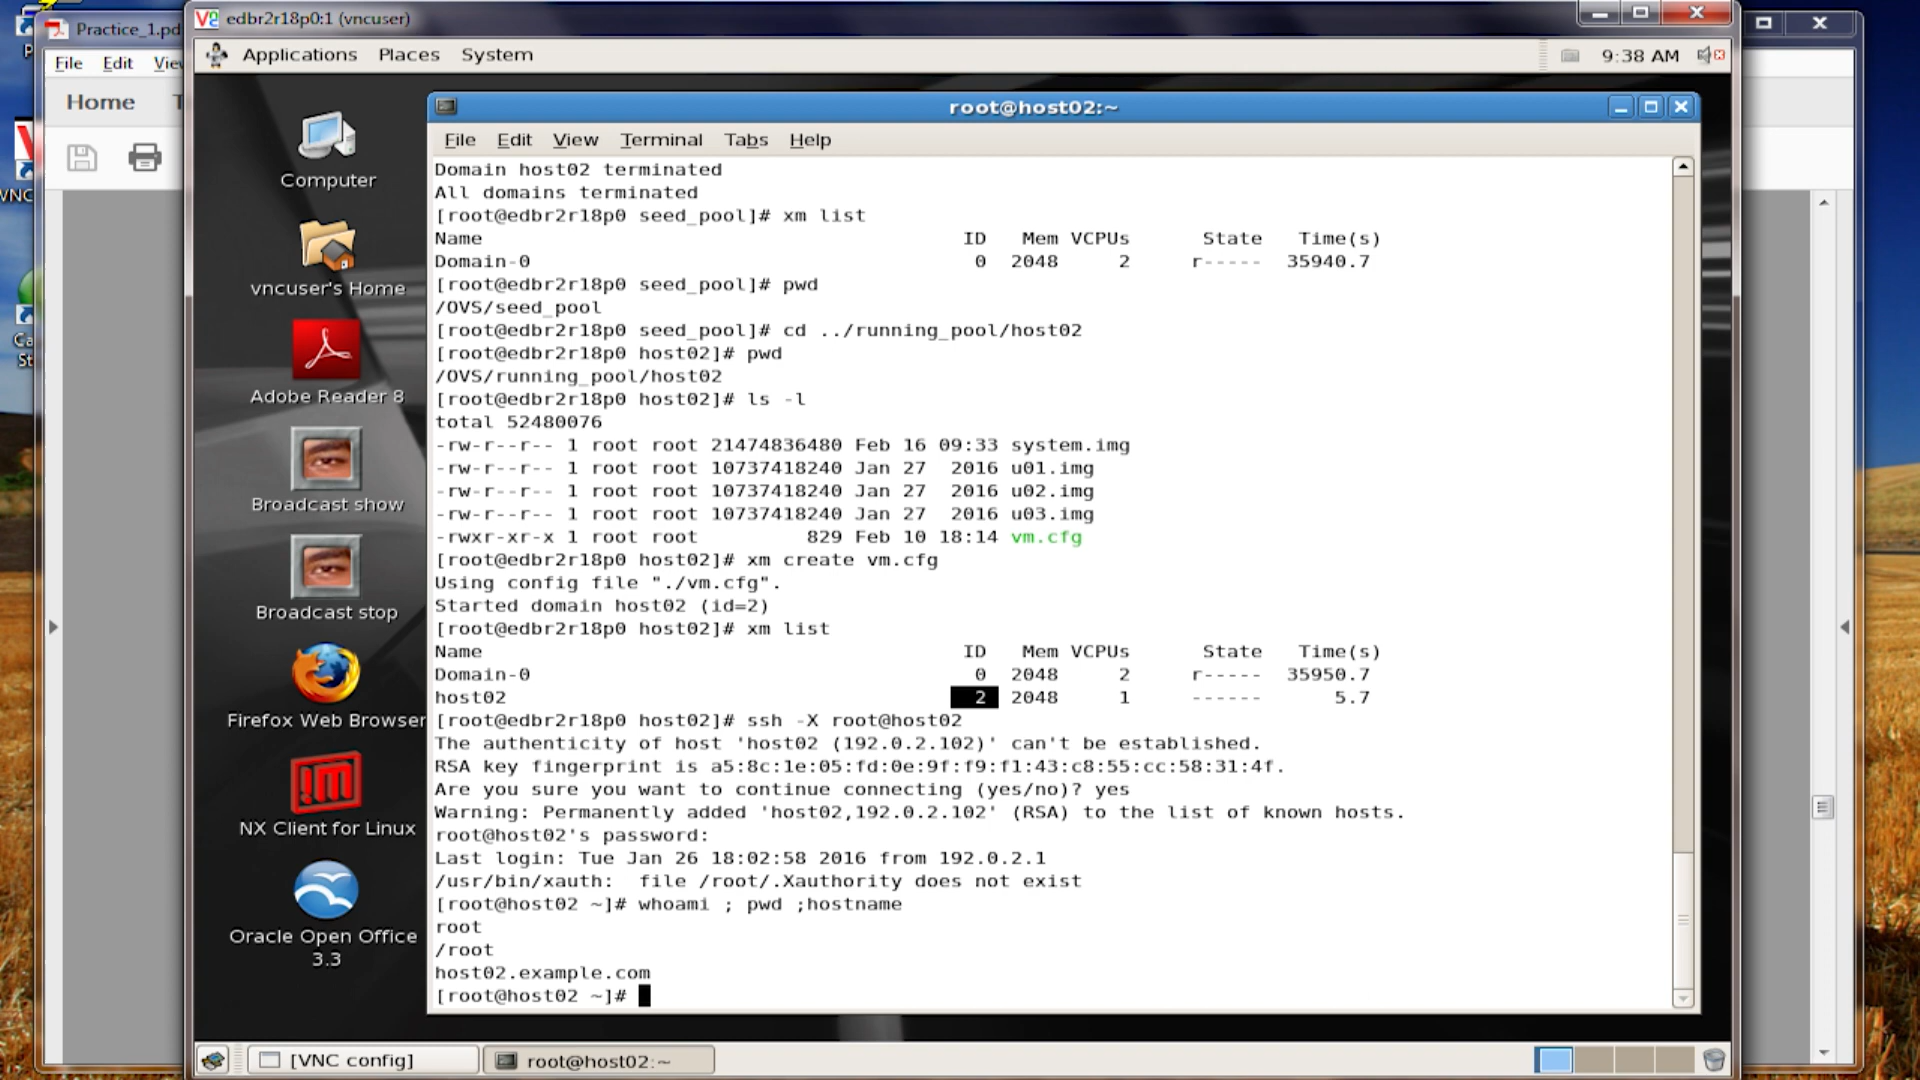 edbr2r18p0:1 (vncuser)
Practice_1.pd
File Edit
Home
Applications Places System
9:38 AM
Computer
vncuser's Home
Adobe Reader 8
Broadcast show
Broadcast stop
Firefox Web Browser
NX Client for Linux
Oracle Open Office
3.3
root@host02:~
File Edit View Terminal Tabs Help
Domain host02 terminated
All domains terminated
[root@edbr2r18p0 seed_pool]# xm list
Name ID Mem VCPUs State Time(s)
Domain-0 0 2048 2 r----- 35940.7
[root@edbr2r18p0 seed_pool]# pwd
/OVS/seed_pool
[root@edbr2r18p0 seed_pool]# cd ../running_pool/host02
[root@edbr2r18p0 host02]# pwd
/OVS/running_pool/host02
[root@edbr2r18p0 host02]# ls -l
total 52480076
-rw-r--r-- 1 root root 21474836480 Feb 16 09:33 system.img
-rw-r--r-- 1 root root 10737418240 Jan 27  2016 u01.img
-rw-r--r-- 1 root root 10737418240 Jan 27  2016 u02.img
-rw-r--r-- 1 root root 10737418240 Jan 27  2016 u03.img
-rwxr-xr-x 1 root root         829 Feb 10 18:14 vm.cfg
[root@edbr2r18p0 host02]# xm create vm.cfg
Using config file "./vm.cfg".
Started domain host02 (id=2)
[root@edbr2r18p0 host02]# xm list
Name ID Mem VCPUs State Time(s)
Domain-0 0 2048 2 r----- 35950.7
host02 2 2048 1 ------ 5.7
[root@edbr2r18p0 host02]# ssh -X root@host02
The authenticity of host 'host02 (192.0.2.102)' can't be established.
RSA key fingerprint is a5:8c:1e:05:fd:0e:9f:f9:f1:43:c8:55:cc:58:31:4f.
Are you sure you want to continue connecting (yes/no)? yes
Warning: Permanently added 'host02,192.0.2.102' (RSA) to the list of known hosts.
root@host02's password:
Last login: Tue Jan 26 18:02:58 2016 from 192.0.2.1
/usr/bin/xauth:  file /root/.Xauthority does not exist
[root@host02 ~]# whoami ; pwd ;hostname
root
/root
host02.example.com
[root@host02 ~]#
[VNC config]
root@host02:~